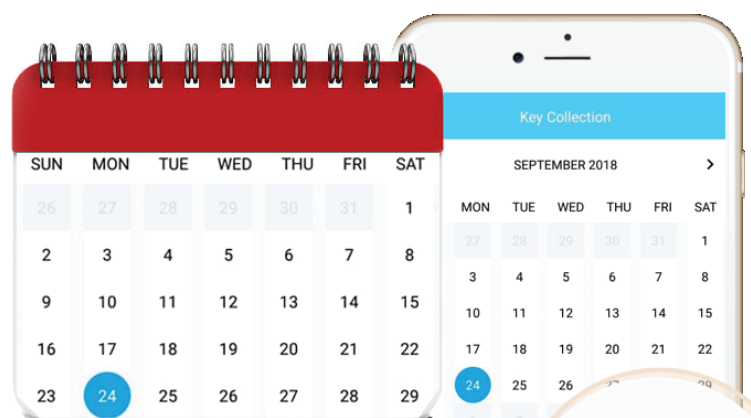 SUN MON TUE WED THU FRI SAT
26 27 28 29 30 31 1
2 3 4 5 6 7 8
9 10 11 12 13 14 15
16 17 18 19 20 21 22
23 24 25 26 27 28 29
Key Collection
SEPTEMBER 2018 >
MON TUE WED THU FRI SAT
27 28 29 30 31 1
3 4 5 6 7 8
10 11 12 13 14 15
17 18 19 20 21 22
24 25 26 27 29